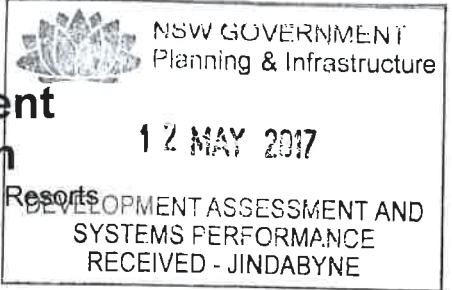 NSW GOVERNMENT
Planning & Infrastructure
ent
12 MAY 2017
n
Resorts
DEVELOPMENT ASSESSMENT AND
SYSTEMS PERFORMANCE
RECEIVED - JINDABYNE